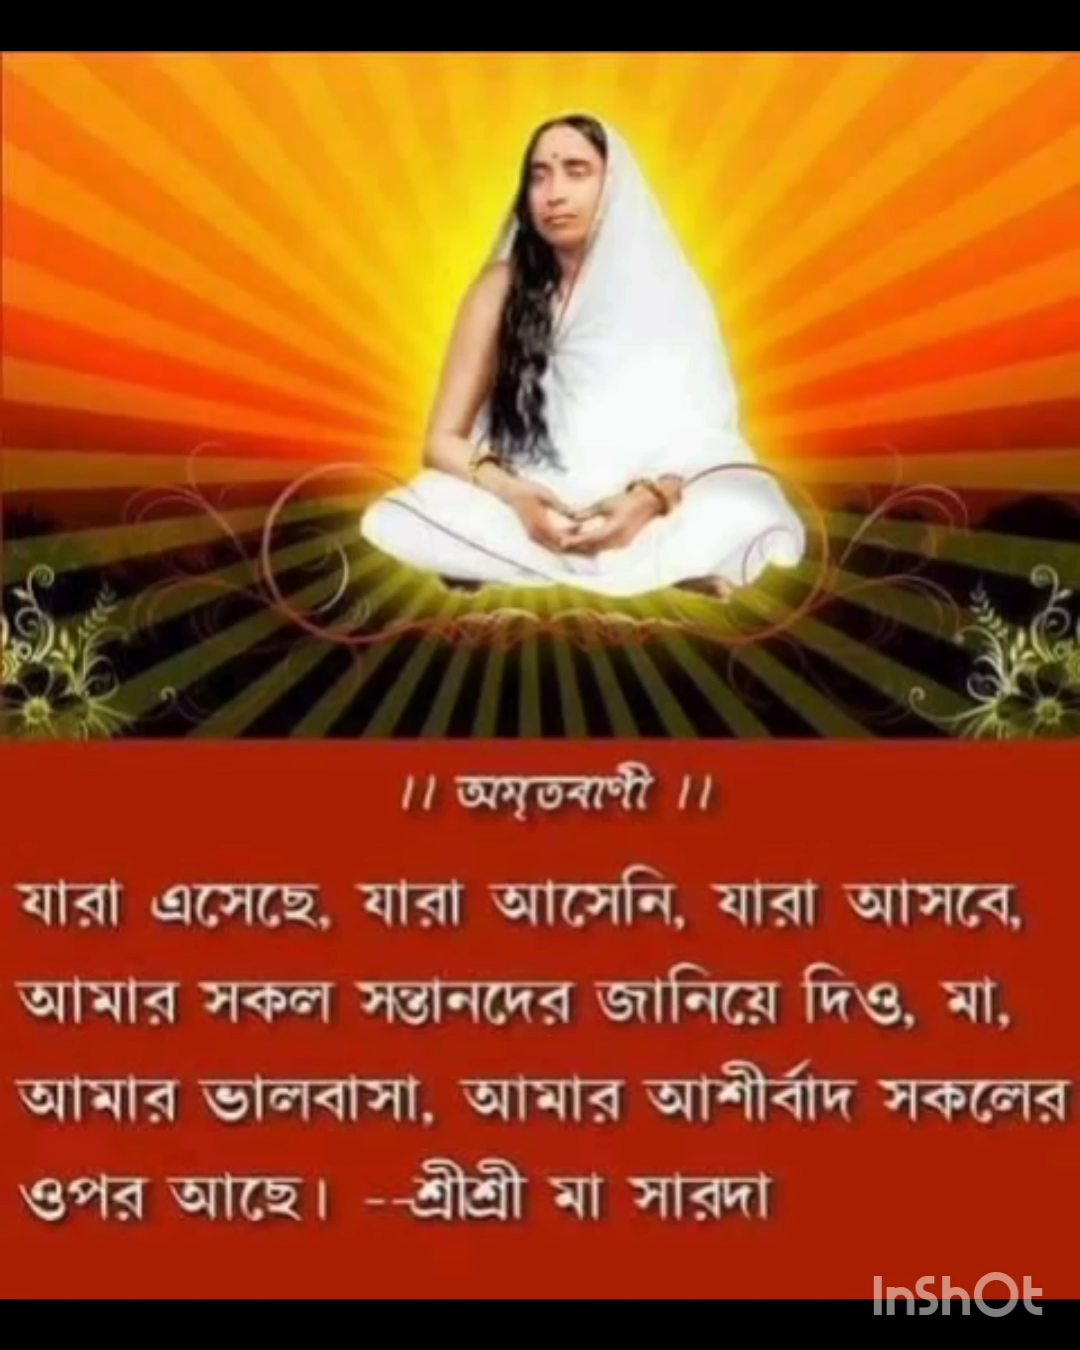 ।। অমৃতবাণী ।।
যারা এসেছে, যারা আসেনি, যারা আসবে,
আমার সকল সন্তানদের জানিয়ে দিও, মা,
আমার ভালবাসা, আমার আশীর্বাদ সকলের
ওপর আছে। --শ্রীশ্রী মা সারদা
InShOt